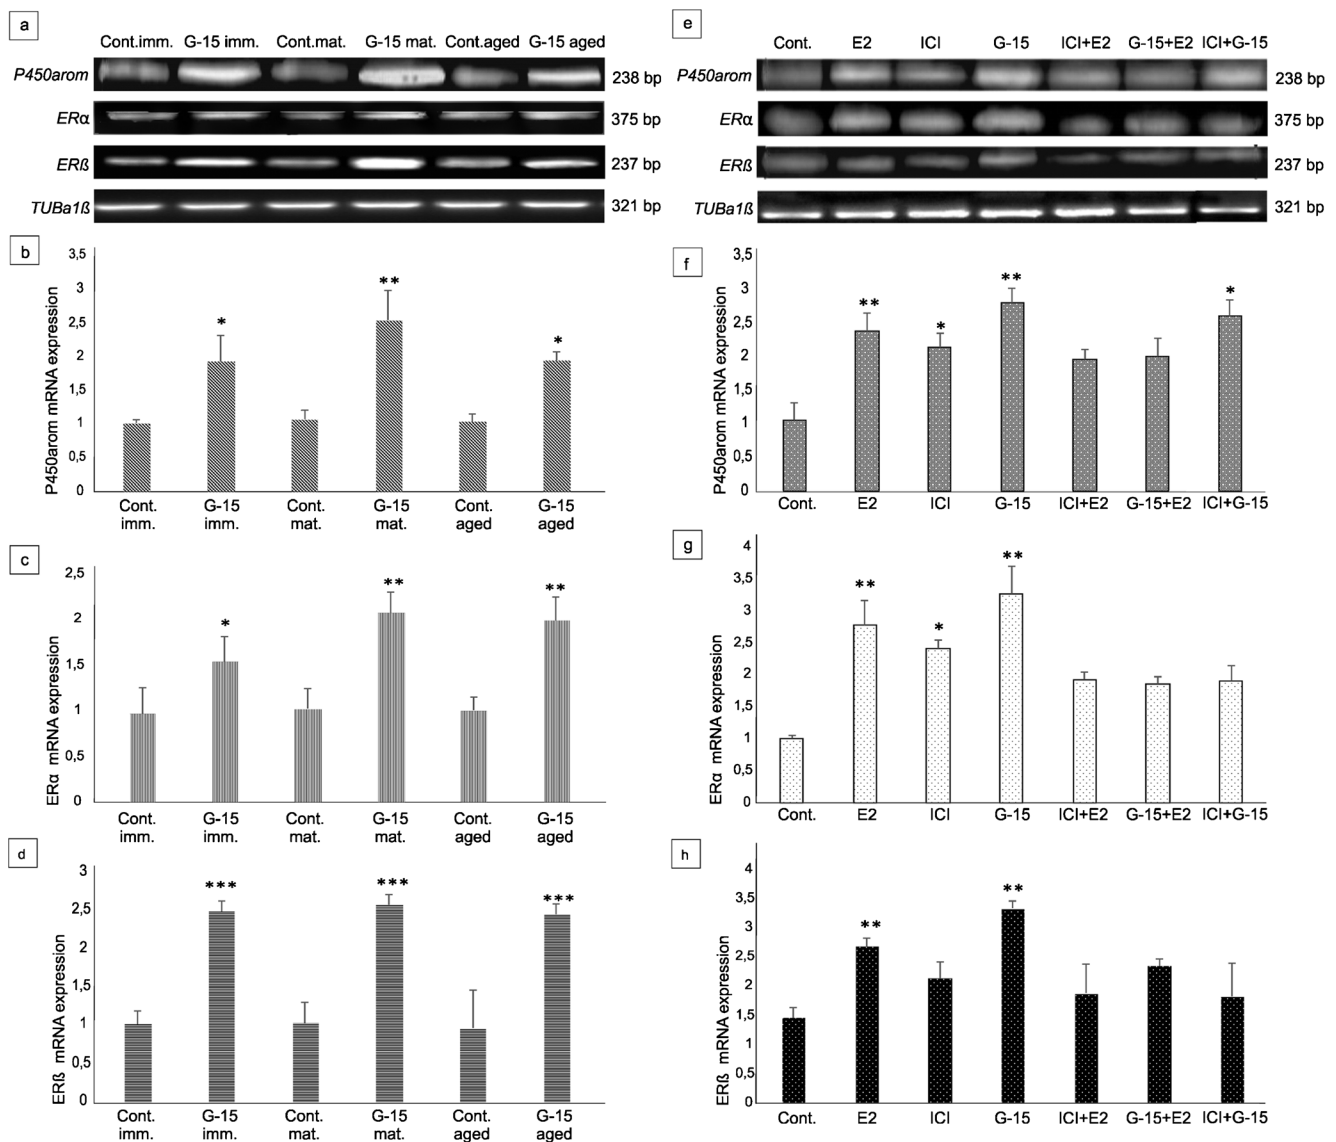 a
Cont.imm. G-15 imm. Cont.mat. G-15 mat. Cont.aged G-15 aged
P450arom 238 bp
ERα 375 bp
ERß 237 bp
TUBa1ß 321 bp
b
P450arom mRNA expression
3,5
3
2,5
2
1,5
1
0,5
0
* ** *
Cont. G-15 Cont. G-15 Cont. G-15
imm. imm. mat. mat. aged aged
c
ERα mRNA expression
2,5
2
1,5
1
0,5
0
* ** **
Cont. G-15 Cont. G-15 Cont. G-15
imm. imm. mat. mat. aged aged
d
ERß mRNA expression
3
2,5
2
1,5
1
0,5
0
*** *** ***
Cont. G-15 Cont. G-15 Cont. G-15
imm. imm. mat. mat. aged aged
e
Cont. E2 ICI G-15 ICI+E2 G-15+E2 ICI+G-15
P450arom 238 bp
ERα 375 bp
ERß 237 bp
TUBa1ß 321 bp
f
P450arom mRNA expression
3,5
3
2,5
2
1,5
1
0,5
0
** * ** *
Cont. E2 ICI G-15 ICI+E2 G-15+E2 ICI+G-15
g
ERα mRNA expression
4
3,5
3
2,5
2
1,5
1
0,5
0
** * **
Cont. E2 ICI G-15 ICI+E2 G-15+E2 ICI+G-15
h
ERß mRNA expression
4
3,5
3
2,5
2
1,5
1
0,5
0
** **
Cont. E2 ICI G-15 ICI+E2 G-15+E2 ICI+G-15